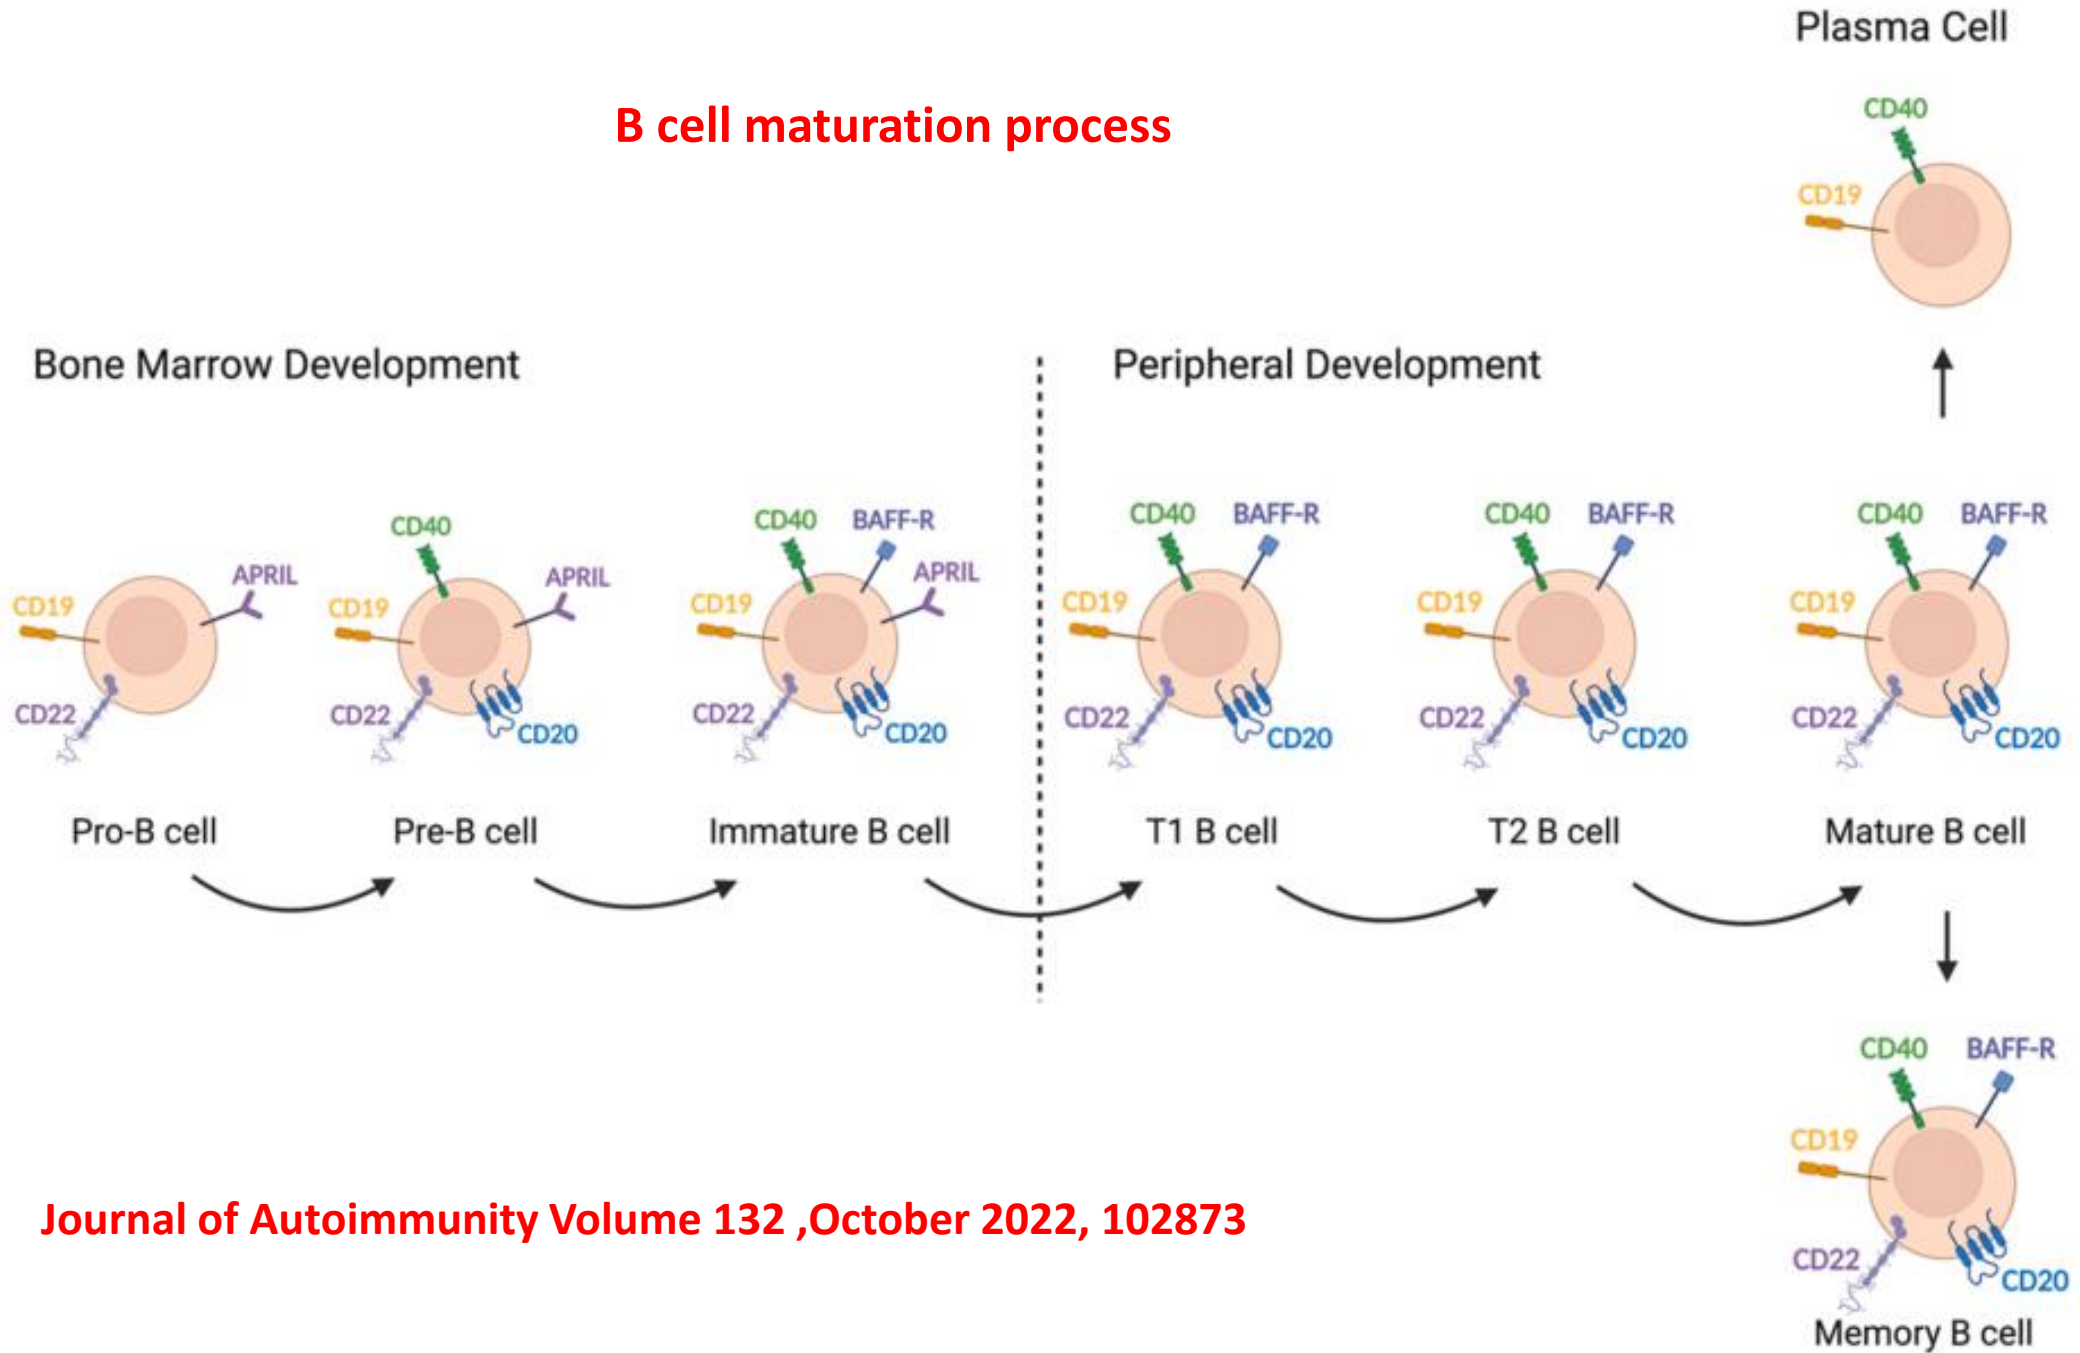 Plasma Cell
B cell maturation process
CD40
CD19
Bone Marrow Development
Peripheral Development
CD19
APRIL
CD22
Pro-B cell
CD40
CD19
APRIL
CD22
CD20
Pre-B cell
CD40
BAFF-R
CD19
APRIL
CD22
CD20
Immature B cell
CD40
BAFF-R
CD19
CD22
CD20
T1 B cell
CD40
BAFF-R
CD19
CD22
CD20
T2 B cell
CD40
BAFF-R
CD19
CD22
CD20
Mature B cell
CD40
BAFF-R
CD19
CD22
CD20
Memory B cell
Journal of Autoimmunity Volume 132 ,October 2022, 102873